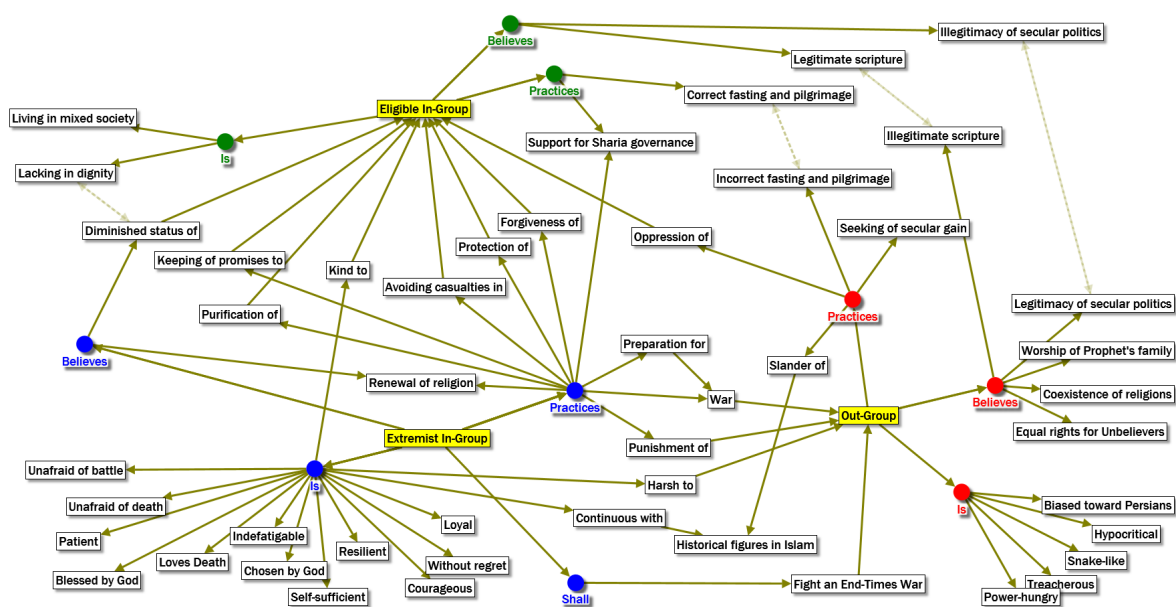 Believes
Illegitimacy of secular politics
Legitimate scripture
Practices
Correct fasting and pilgrimage
Eligible In-Group
Living in mixed society
Is
Support for Sharia governance
Illegitimate scripture
Lacking in dignity
Incorrect fasting and pilgrimage
Diminished status of
Forgiveness of
Oppression of
Seeking of secular gain
Protection of
Keeping of promises to
Kind to
Avoiding casualties in
Purification of
Legitimacy of secular politics
Practices
Believes
Preparation for
Slander of
Worship of Prophet's family
Renewal of religion
Practices
War
Believes
Coexistence of religions
Out-Group
Equal rights for Unbelievers
Extremist In-Group
Punishment of
Unafraid of battle
Is
Harsh to
Unafraid of death
Is
Biased toward Persians
Loyal
Continuous with
Patient
Indefatigable
Resilient
Historical figures in Islam
Hypocritical
Loves Death
Chosen by God
Without regret
Snake-like
Blessed by God
Courageous
Shall
Fight an End-Times War
Treacherous
Self-sufficient
Power-hungry